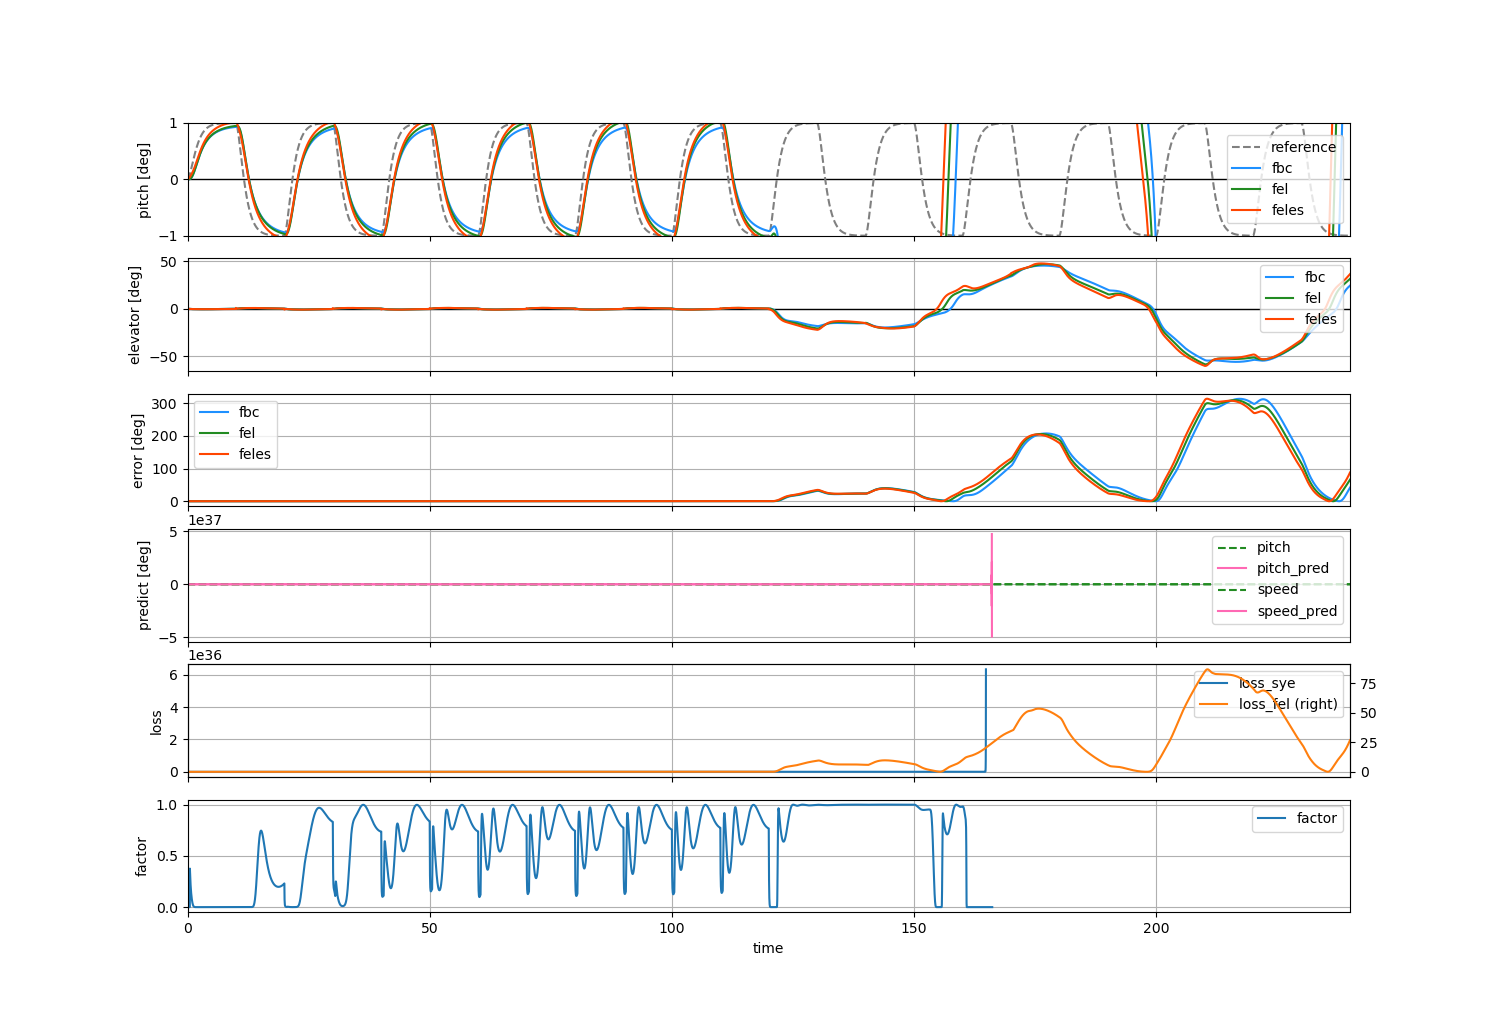 1
0
−1
pitch [deg]
reference
fbc
fel
feles
50
0
−50
elevator [deg]
fbc
fel
feles
300
200
100
0
error [deg]
fbc
fel
feles
1e37
5
0
−5
predict [deg]
pitch
pitch_pred
speed
speed_pred
1e36
6
4
2
0
loss
loss_sye
loss_fel (right)
75
50
25
0
1.0
0.5
0.0
factor
factor
0 50 100 150 200
time